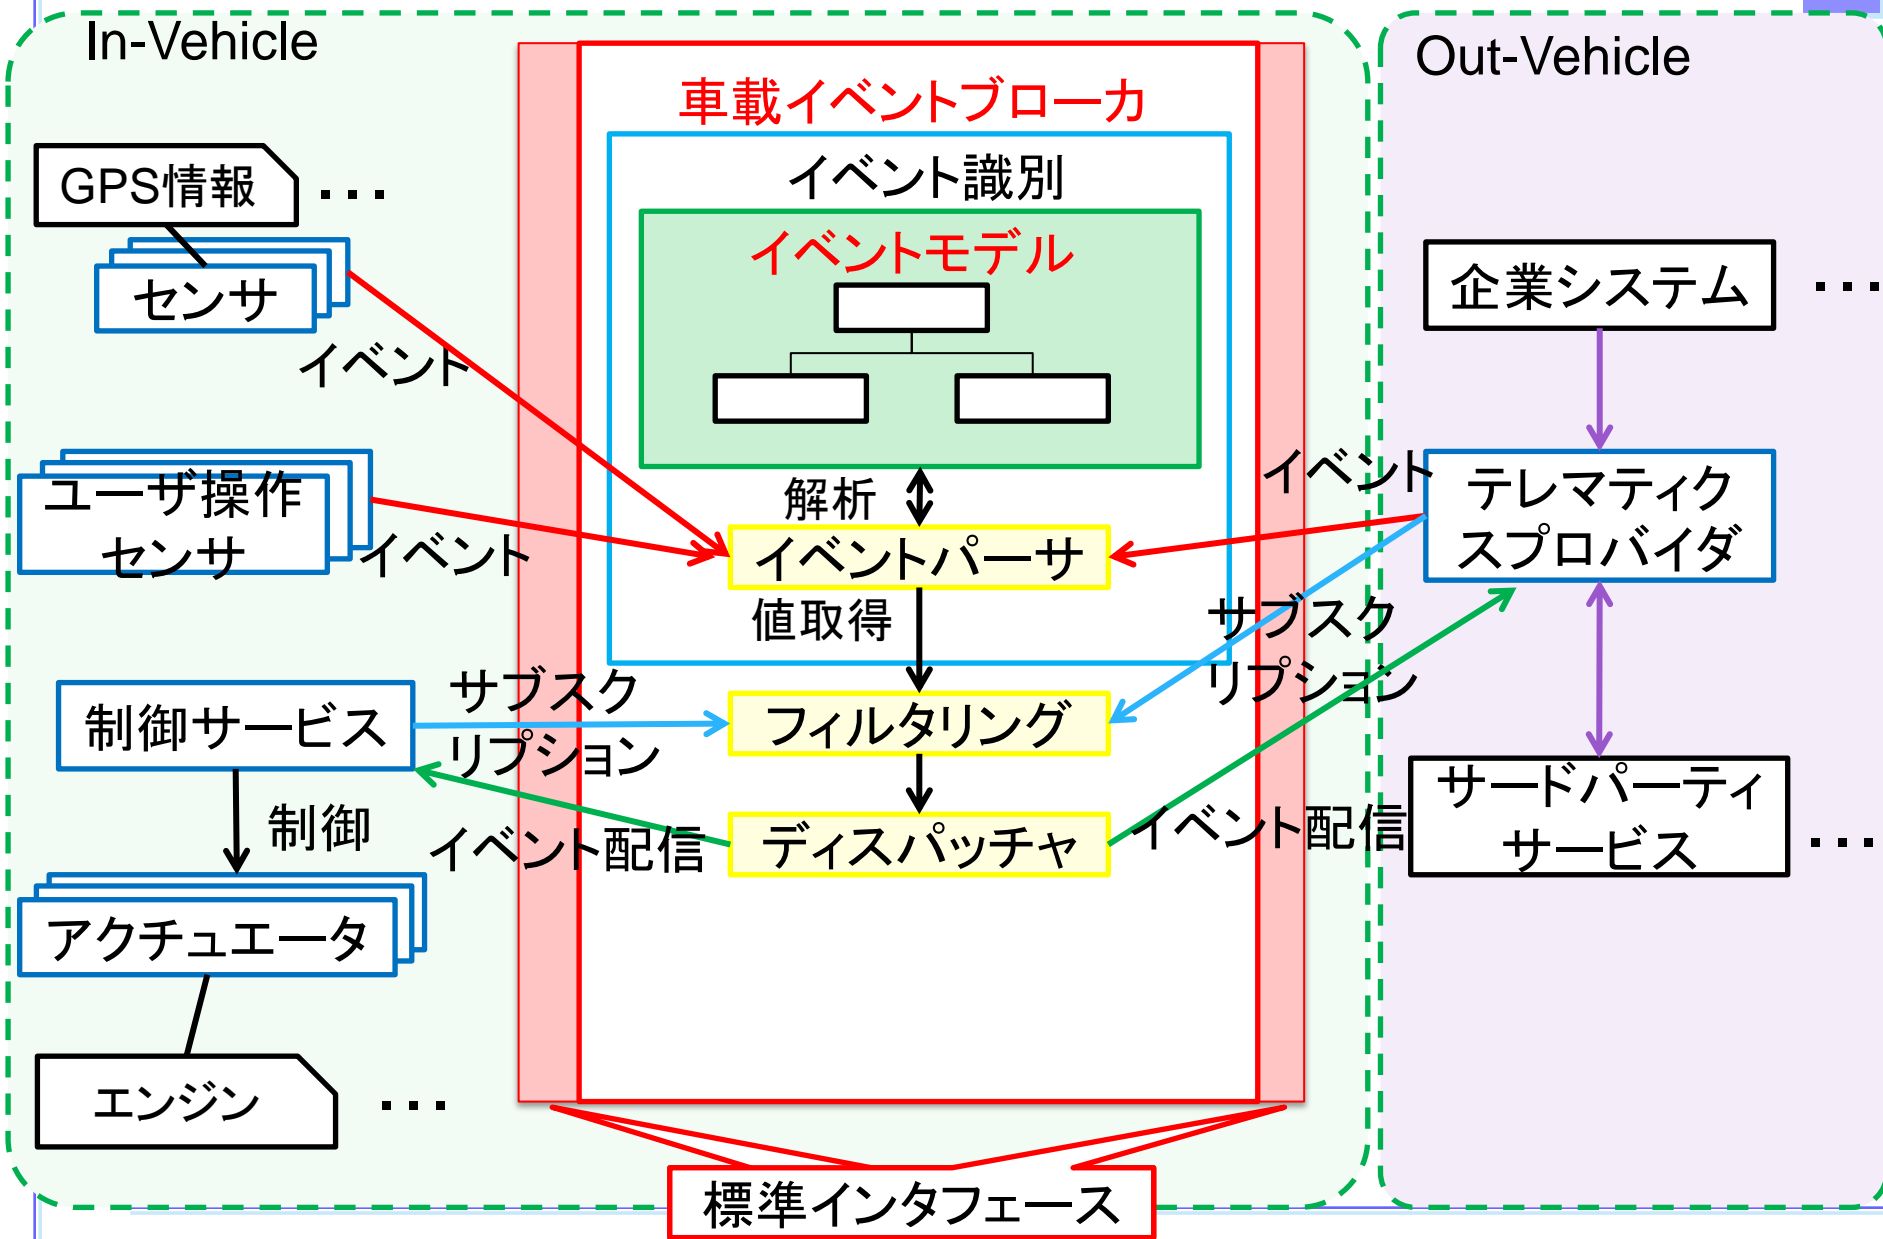 In-Vehicle
Out-Vehicle
車載イベントブローカ
イベント識別
イベントモデル
GPS情報
・・・
センサ
イベント
ユーザ操作
センサ
イベント
解析
イベントパーサ
値取得
サブスク
リプション
フィルタリング
制御サービス
制御
イベント配信
ディスパッチャ
アクチュエータ
エンジン
・・・
企業システム
・・・
イベント
テレマティク
スプロバイダ
サブスク
リプション
イベント配信
サードパーティ
サービス
・・・
標準インタフェース